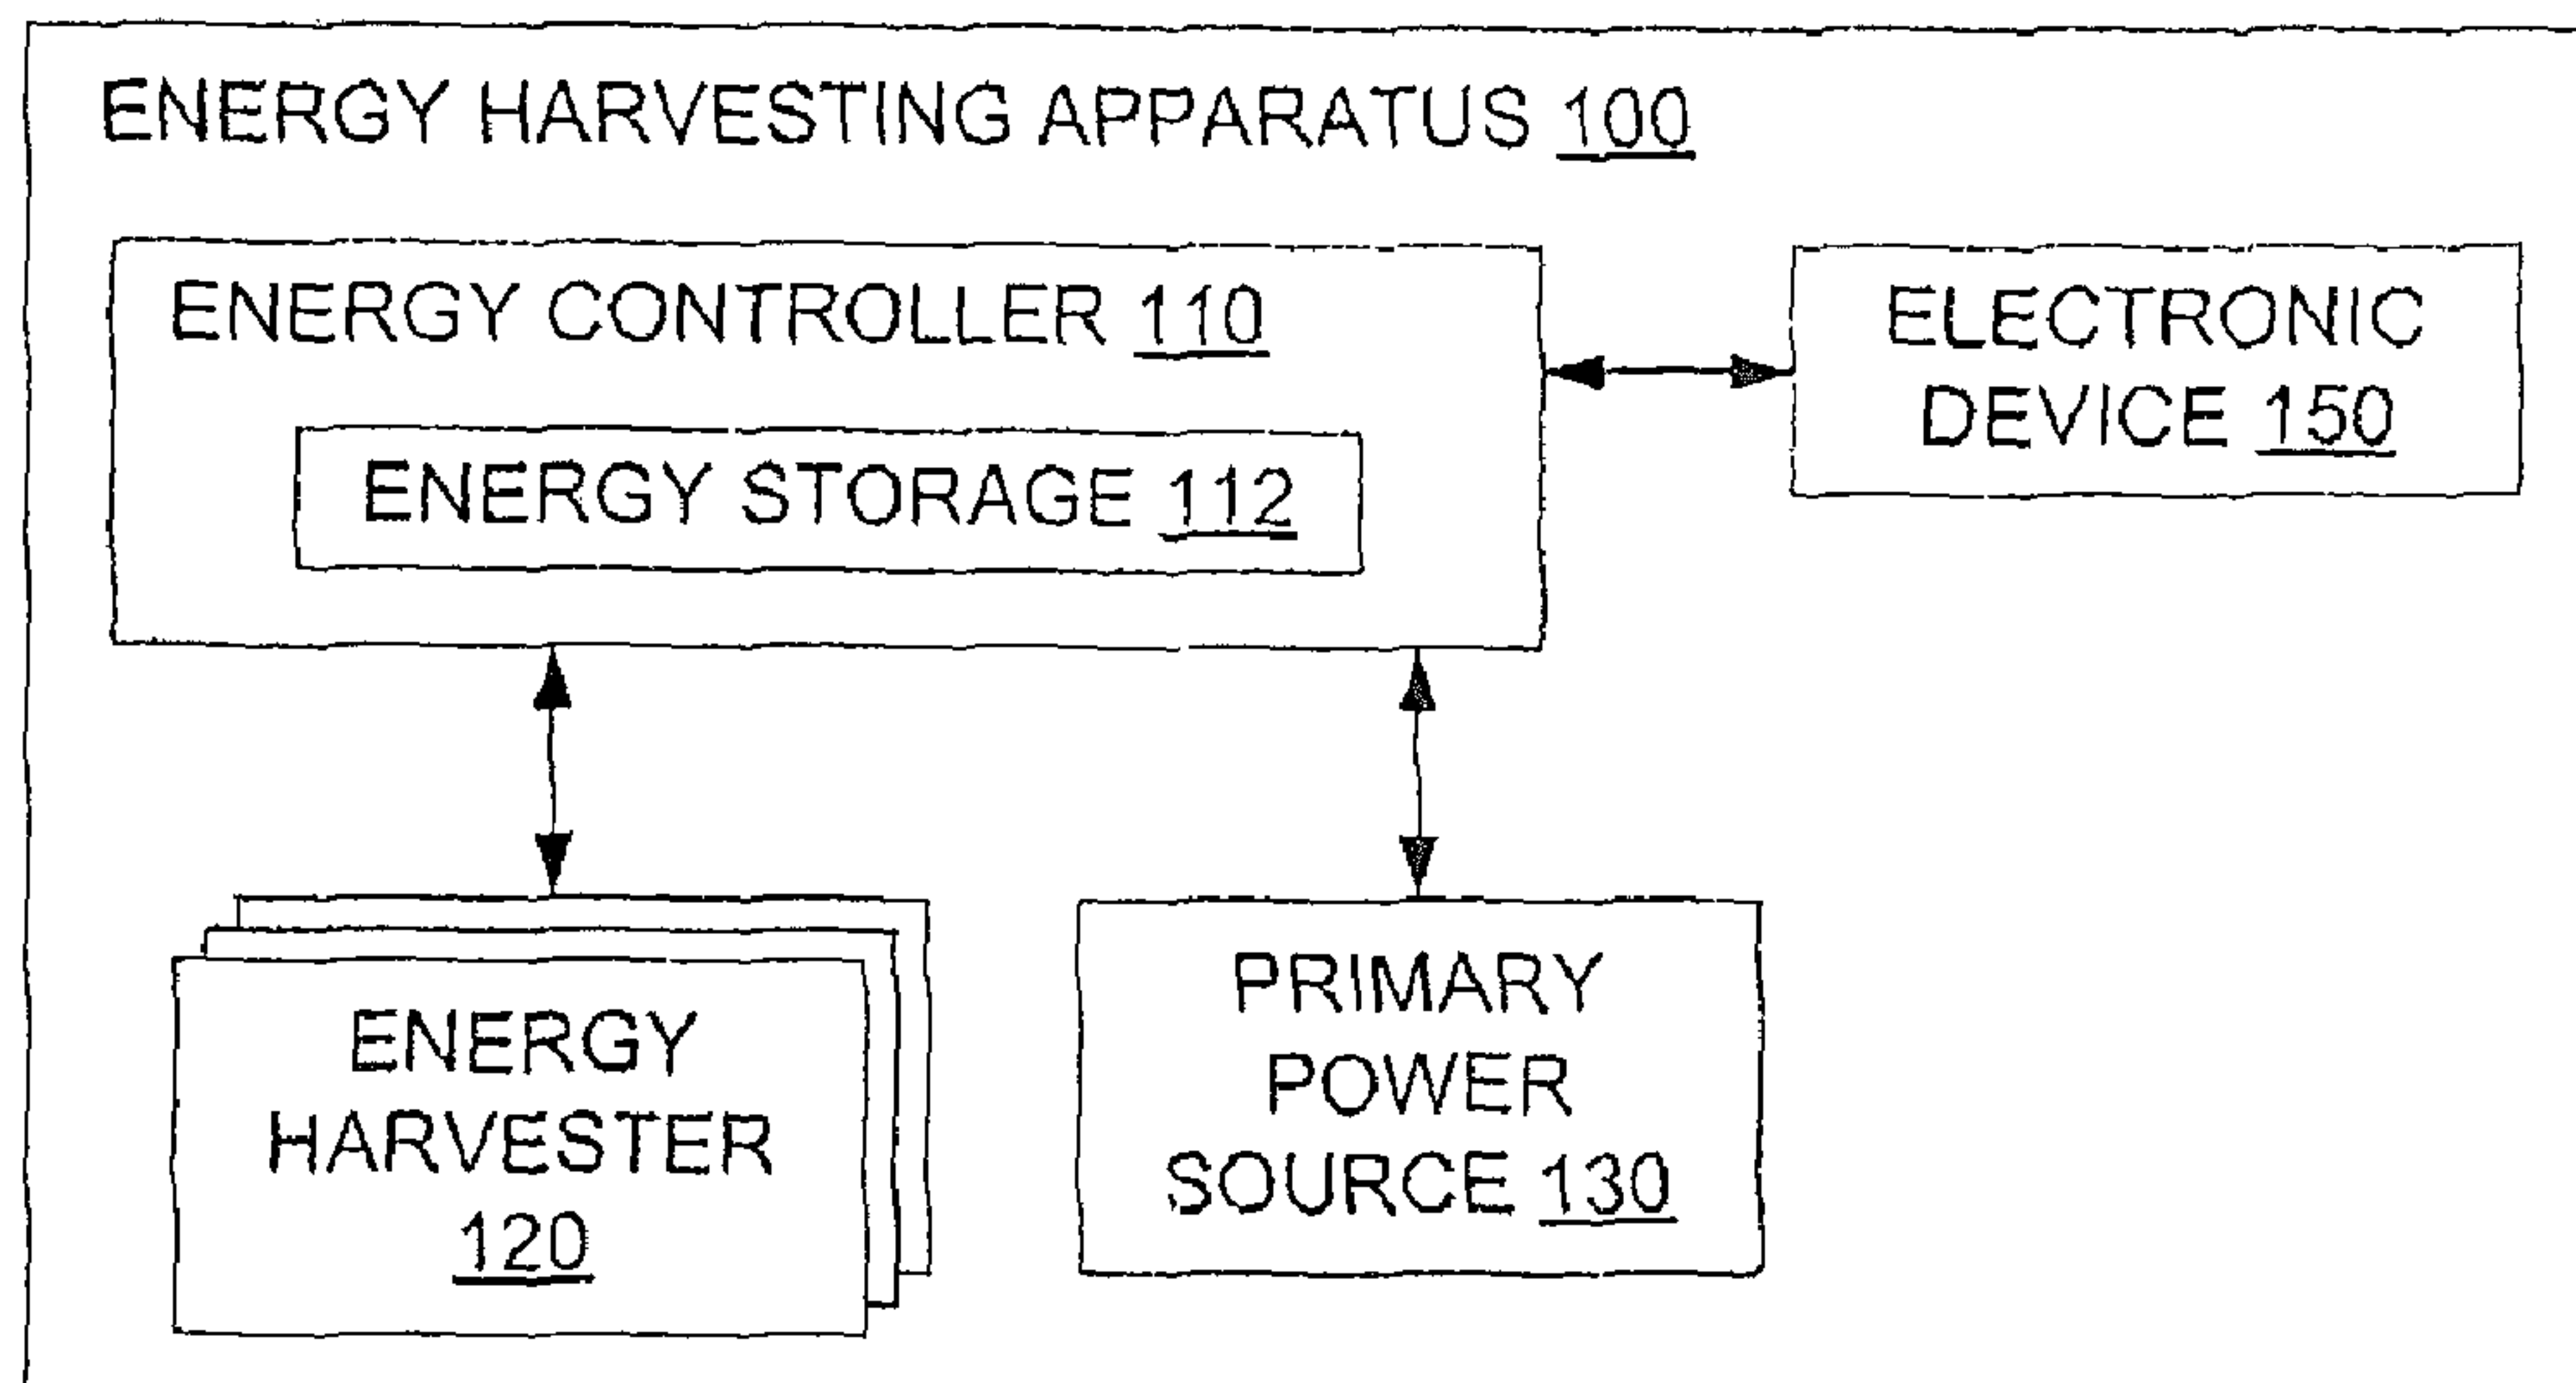 ENERGY HARVESTING APPARATUS 100
ENERGY CONTROLLER 110
ENERGY STORAGE 112
ELECTRONIC
DEVICE 150
ENERGY
HARVESTER
120
PRIMARY
POWER
SOURCE 130